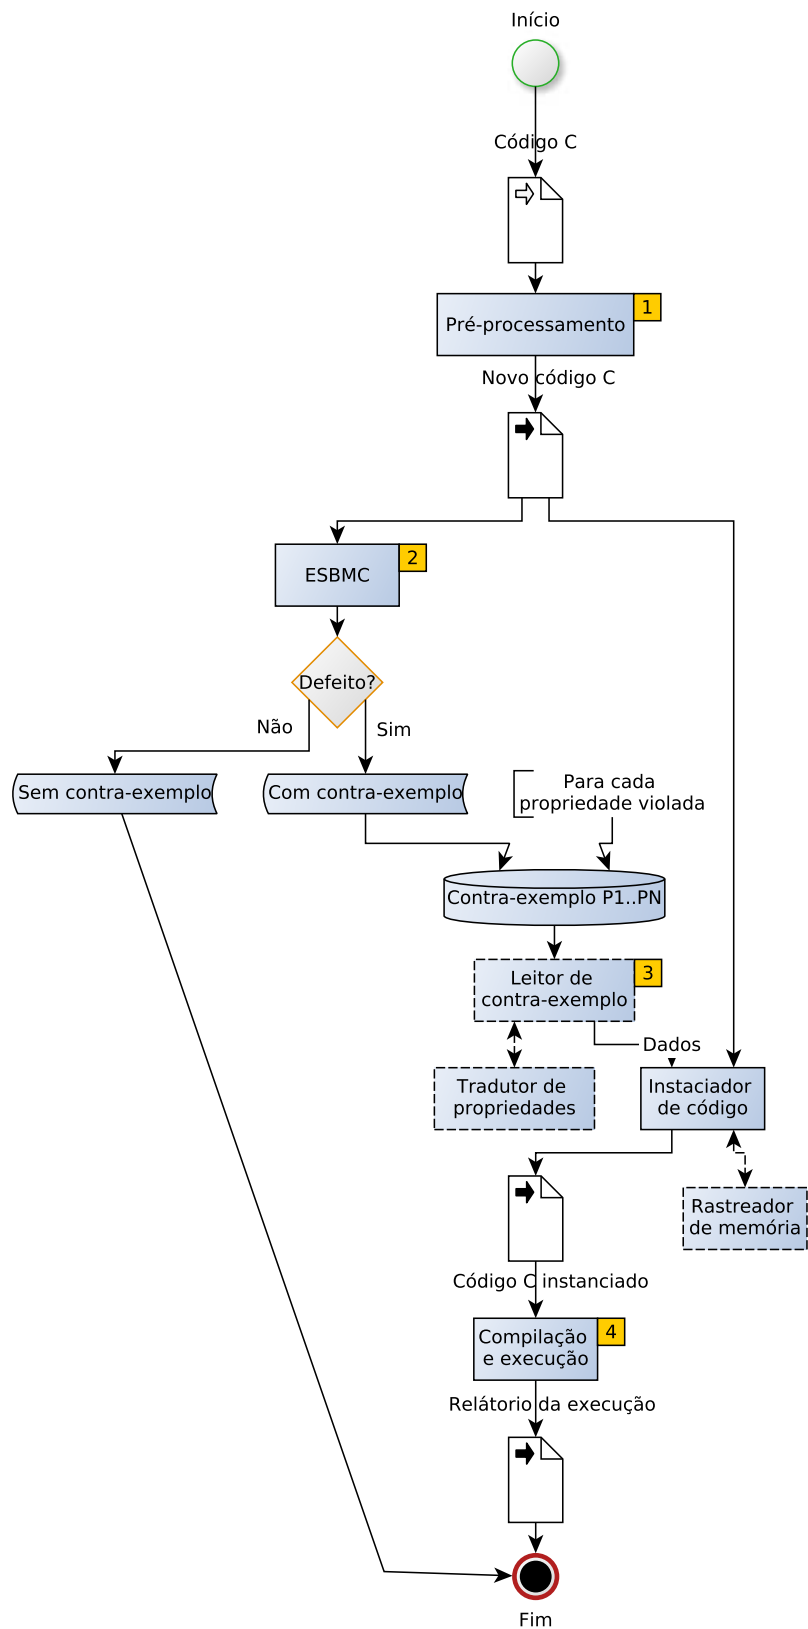 Início
Código C
Pré-processamento
1
Novo código C
ESBMC
2
Defeito?
Não
Sim
Sem contra-exemplo
Com contra-exemplo
Para cada
propriedade violada
Contra-exemplo P1..PN
Leitor de
contra-exemplo
3
Dados
Tradutor de
propriedades
Instaciador
de código
Rastreador
de memória
Código C instanciado
Compilação
e execução
4
Relátorio da execução
Fim